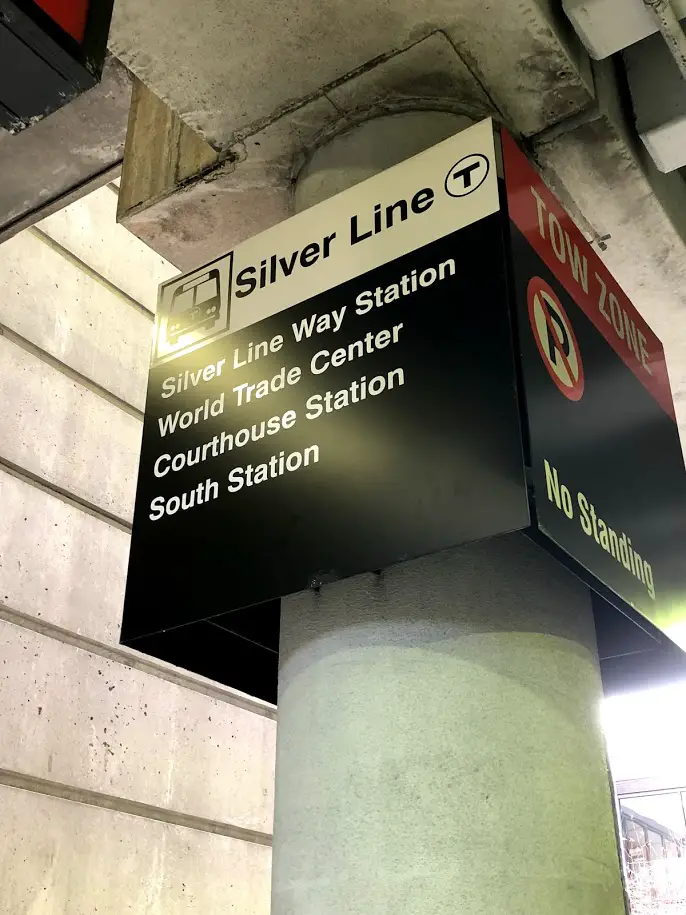 Silver Line T
Silver Line Way Station
World Trade Center
Courthouse Station
South Station
TOW ZONE
P
No Standing